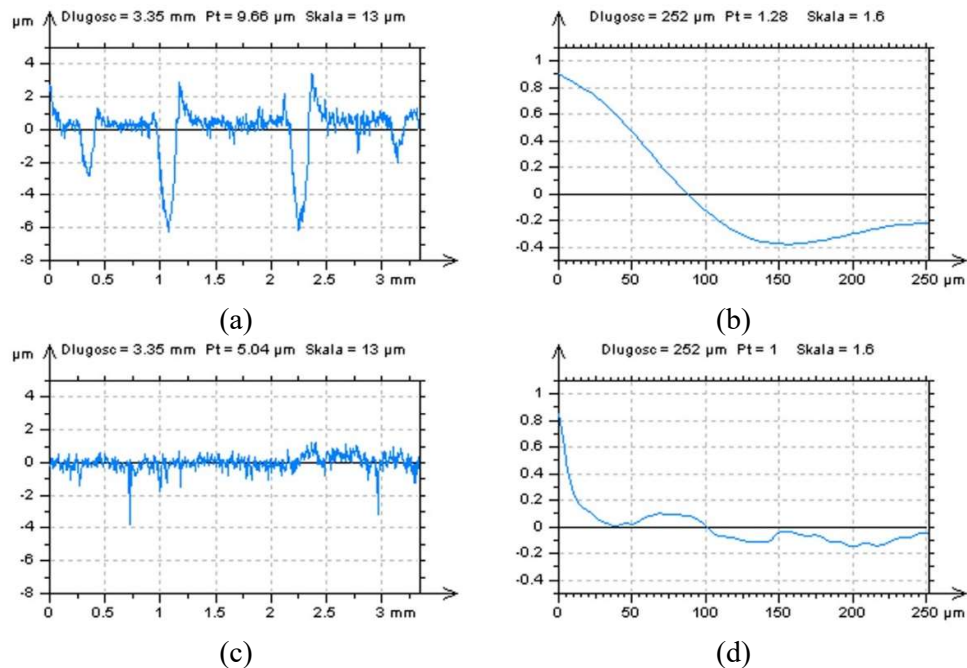 µm Dlugosc = 3.35 mm Pt = 9.66 µm Skala = 13 µm
4
2
0
-2
-4
-6
-8
0 0.5 1 1.5 2 2.5 3 mm
(a)
Dlugosc = 252 µm Pt = 1.28 Skala = 1.6
1
0.8
0.6
0.4
0.2
0
-0.2
-0.4
0 50 100 150 200 250 µm
(b)
µm Dlugosc = 3.35 mm Pt = 5.04 µm Skala = 13 µm
4
2
0
-2
-4
-6
-8
0 0.5 1 1.5 2 2.5 3 mm
(c)
Dlugosc = 252 µm Pt = 1 Skala = 1.6
1
0.8
0.6
0.4
0.2
0
-0.2
-0.4
0 50 100 150 200 250 µm
(d)